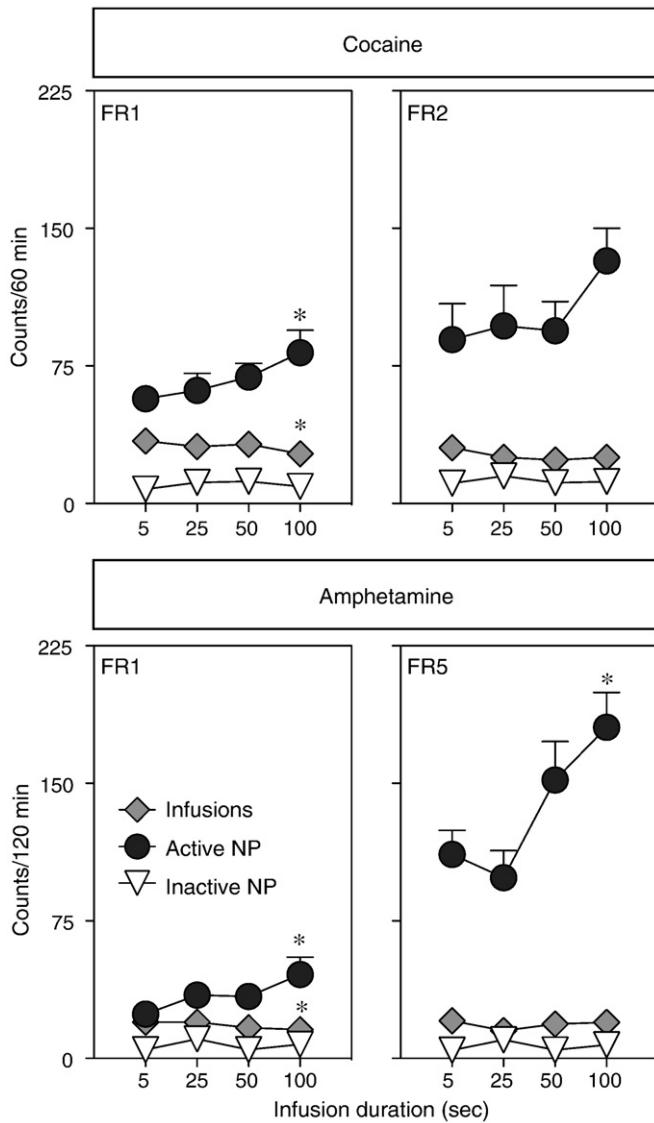 Cocaine
225
FR1
FR2
150
Counts/60 min
*
75
*
0
5 25 50 100
5 25 50 100
Amphetamine
225
FR1
FR5
*
150
Counts/120 min
Infusions
Active NP
Inactive NP
75
*
*
0
5 25 50 100
5 25 50 100
Infusion duration (sec)